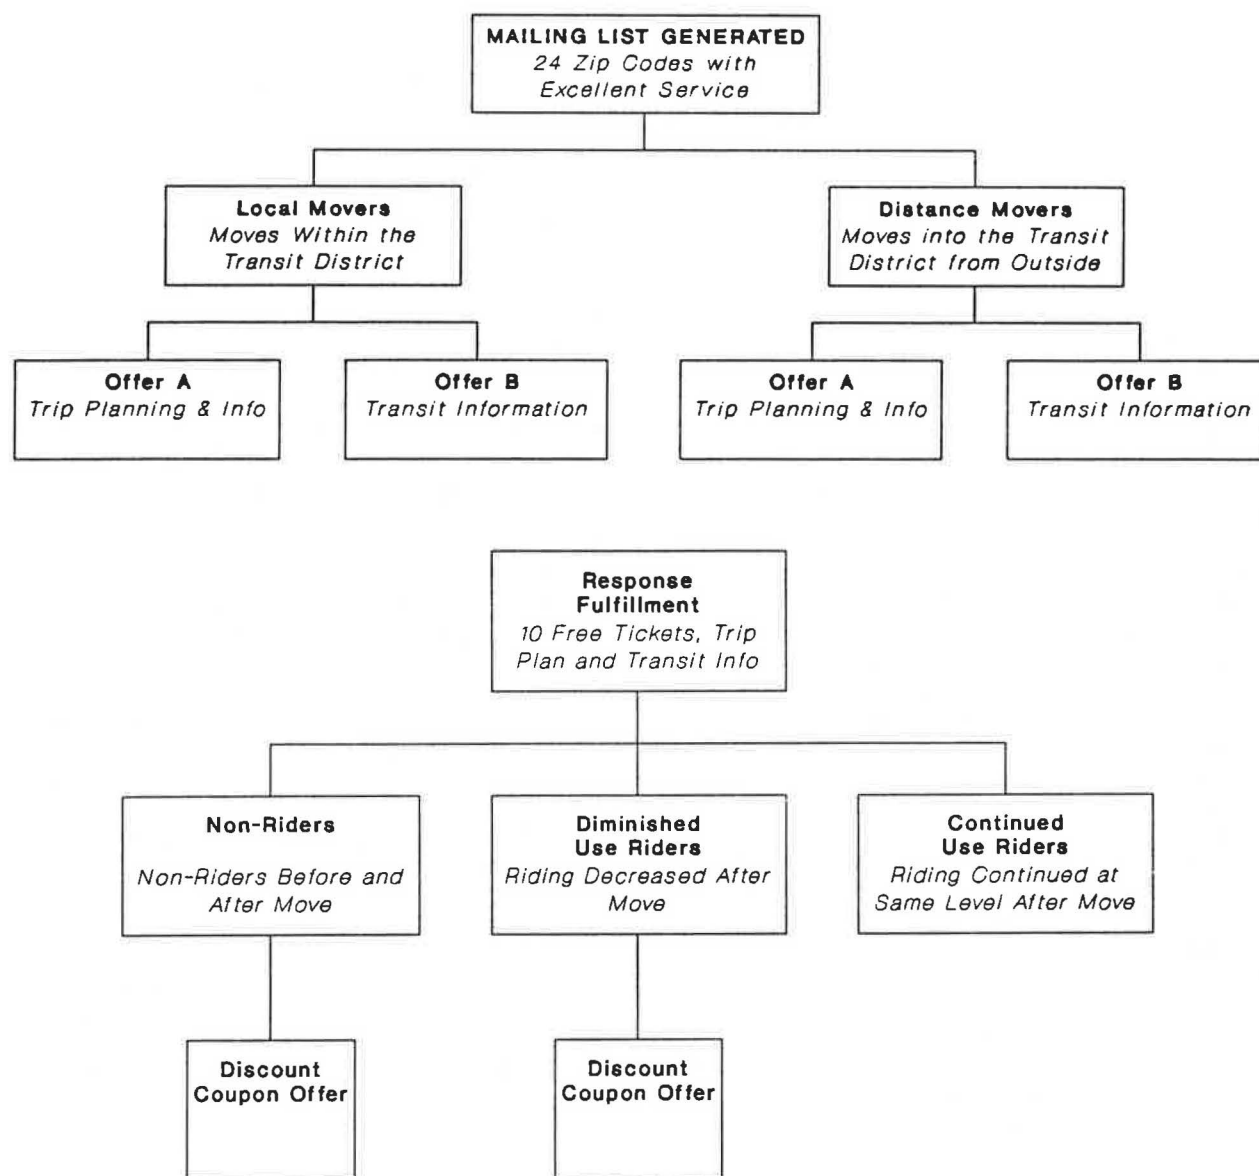 MAILING LIST GENERATED
24 Zip Codes with
Excellent Service
Local Movers
Moves Within the
Transit District
Distance Movers
Moves into the Transit
District from Outside
Offer A
Trip Planning & Info
Offer B
Transit Information
Offer A
Trip Planning & Info
Offer B
Transit Information
Response
Fulfillment
10 Free Tickets, Trip
Plan and Transit Info
Non-Riders
Non-Riders Before and
After Move
Diminished
Use Riders
Riding Decreased After
Move
Continued
Use Riders
Riding Continued at
Same Level After Move
Discount
Coupon Offer
Discount
Coupon Offer